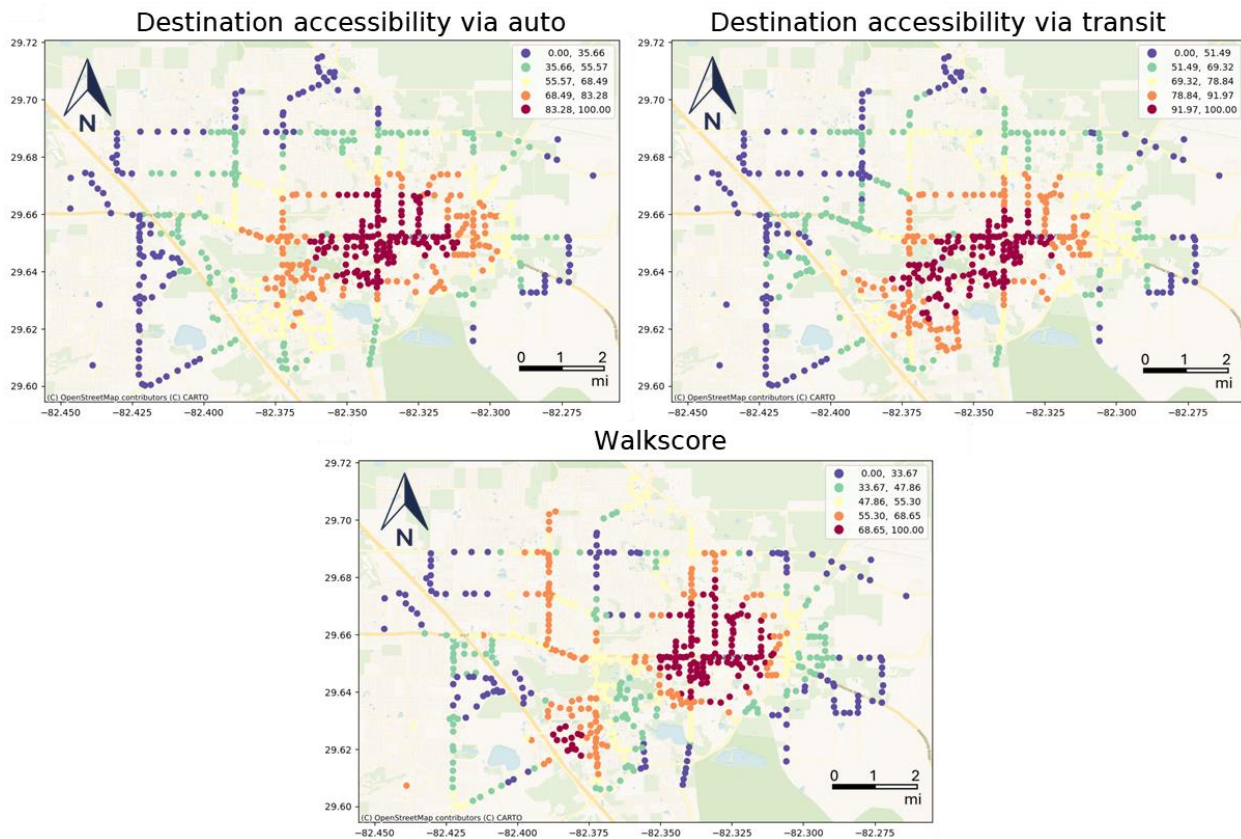 Destination accessibility via auto
29.72
29.70
29.68
29.66
29.64
29.62
29.60
N
0.00, 35.66
35.66, 55.57
55.57, 68.49
68.49, 83.28
83.28, 100.00
0 1 2
mi
(C) OpenStreetMap contributors (C) CARTO
−82.450 −82.425 −82.400 −82.375 −82.350 −82.325 −82.300 −82.275
Destination accessibility via transit
29.72
29.70
29.68
29.66
29.64
29.62
29.60
N
0.00, 51.49
51.49, 69.32
69.32, 78.84
78.84, 91.97
91.97, 100.00
0 1 2
mi
(C) OpenStreetMap contributors (C) CARTO
−82.450 −82.425 −82.400 −82.375 −82.350 −82.325 −82.300 −82.275
Walkscore
29.72
29.70
29.68
29.66
29.64
29.62
29.60
N
0.00, 33.67
33.67, 47.86
47.86, 55.30
55.30, 68.65
68.65, 100.00
0 1 2
mi
(C) OpenStreetMap contributors (C) CARTO
−82.450 −82.425 −82.400 −82.375 −82.350 −82.325 −82.300 −82.275